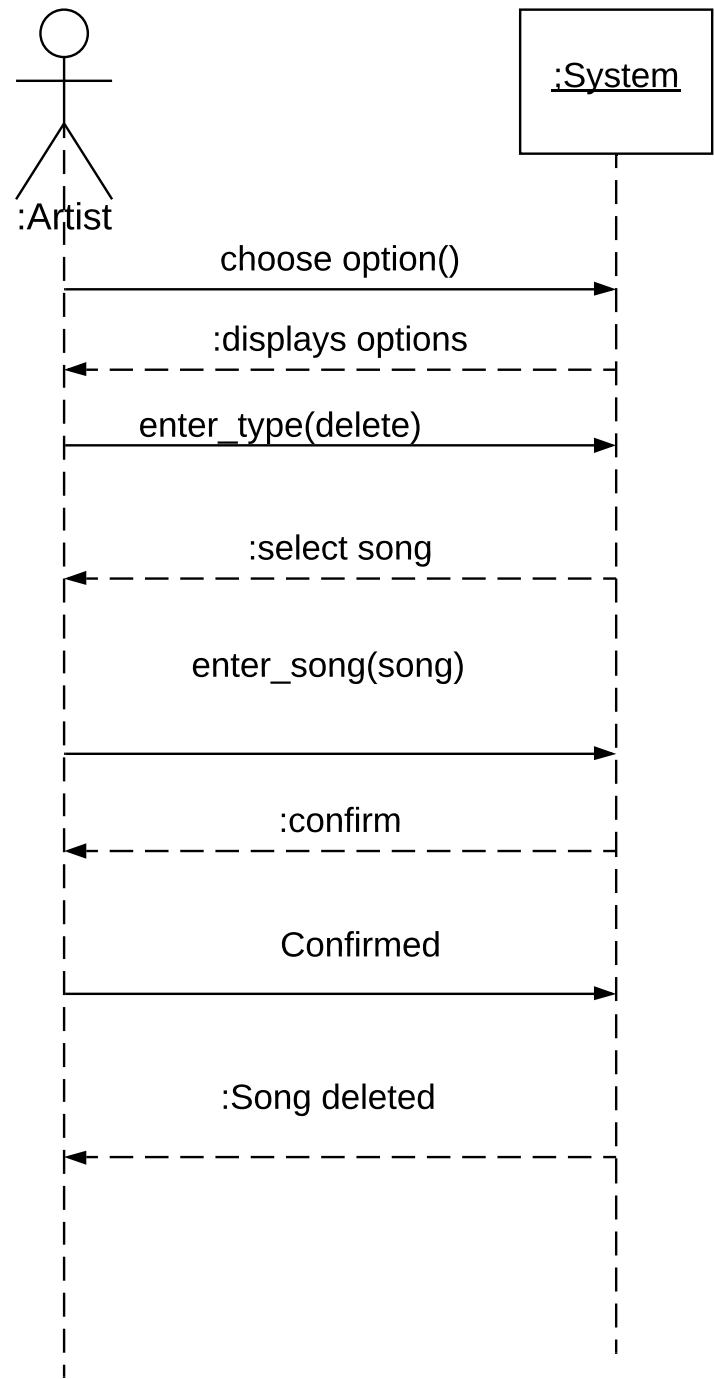 ;System
:Artist
choose option()
:displays options
enter_type(delete)
:select song
enter_song(song)
:confirm
Confirmed
:Song deleted